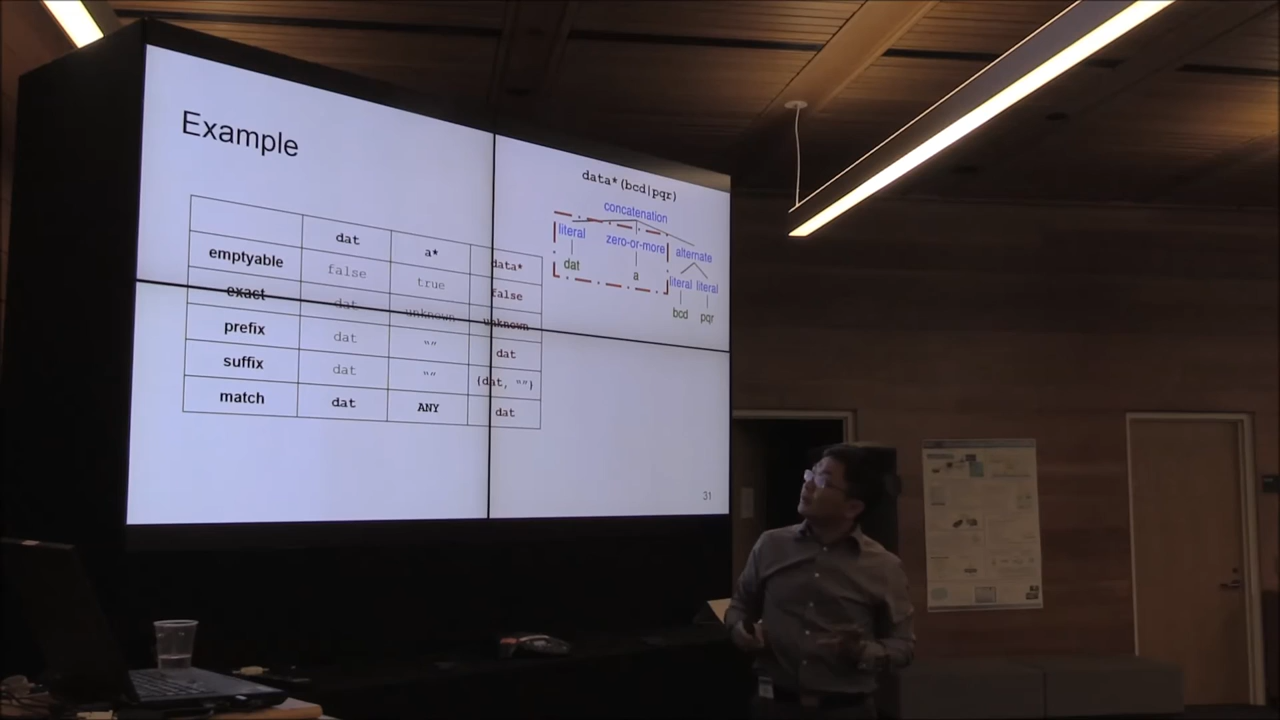 Example
dat a* data*
emptyable false true false
exact dat unknown unknown
prefix dat “” dat
suffix dat “” (dat, “”)
match dat ANY dat
data*(bcd|pqr)
concatenation
literal zero-or-more alternate
dat a literal literal
bcd pqr
31